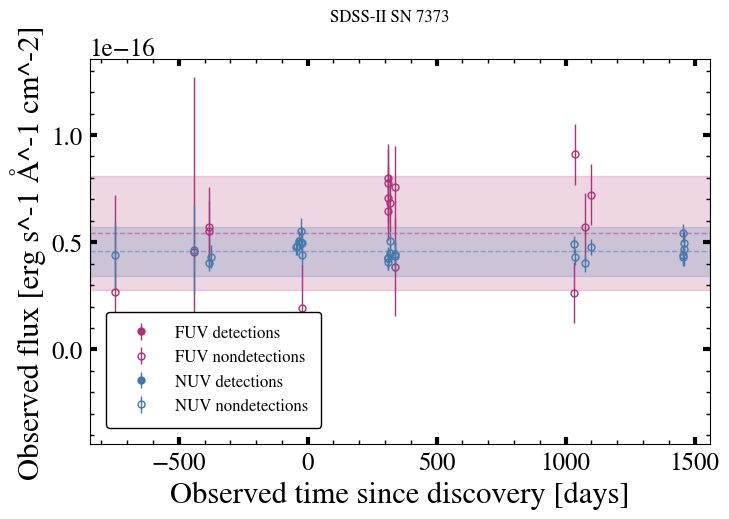 SDSS-II SN 7373
1e−16
Observed flux [erg s^-1 Å^-1 cm^-2]
1.0
0.5
0.0
FUV detections
FUV nondetections
NUV detections
NUV nondetections
−500 0 500 1000 1500
Observed time since discovery [days]